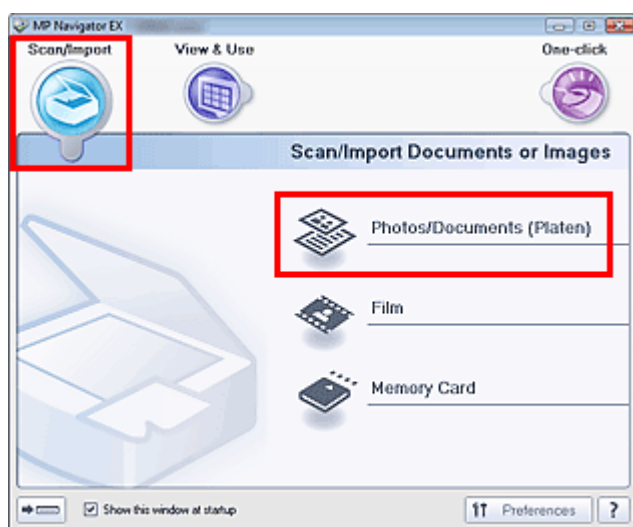 MP Navigator EX
Scan/Import View & Use One-click
Scan/Import Documents or Images
Photos/Documents (Platen)
Film
Memory Card
Show this window at startup Preferences ?